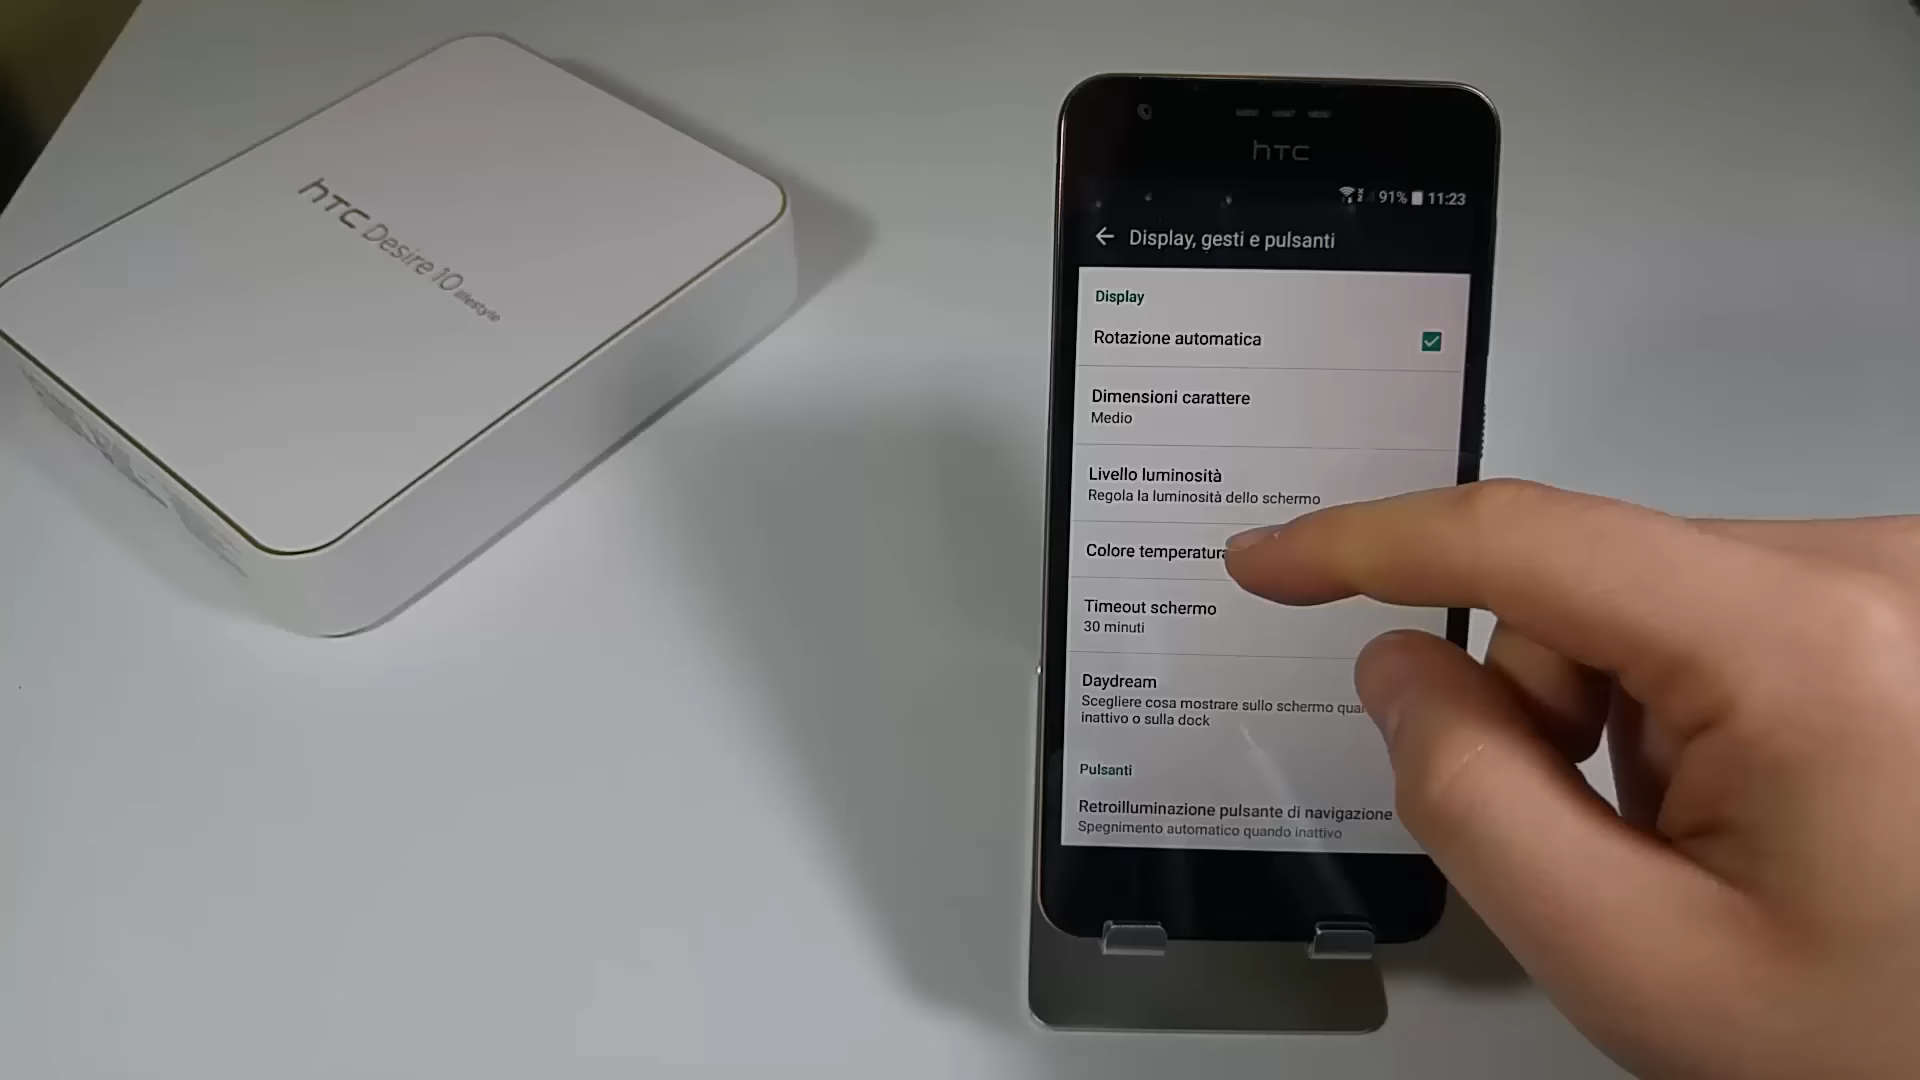 hTC Desire 10 lifestyle
hTC
91% 11:23
Display, gesti e pulsanti
Display
Rotazione automatica
Dimensioni carattere
Medio
Livello luminosità
Regola la luminosità dello schermo
Colore temperatura
Timeout schermo
30 minuti
Daydream
Scegliere cosa mostrare sullo schermo
inattivo o sulla dock
Pulsanti
Retroilluminazione pulsante di navigazione
Spegnimento automatico quando inattivo